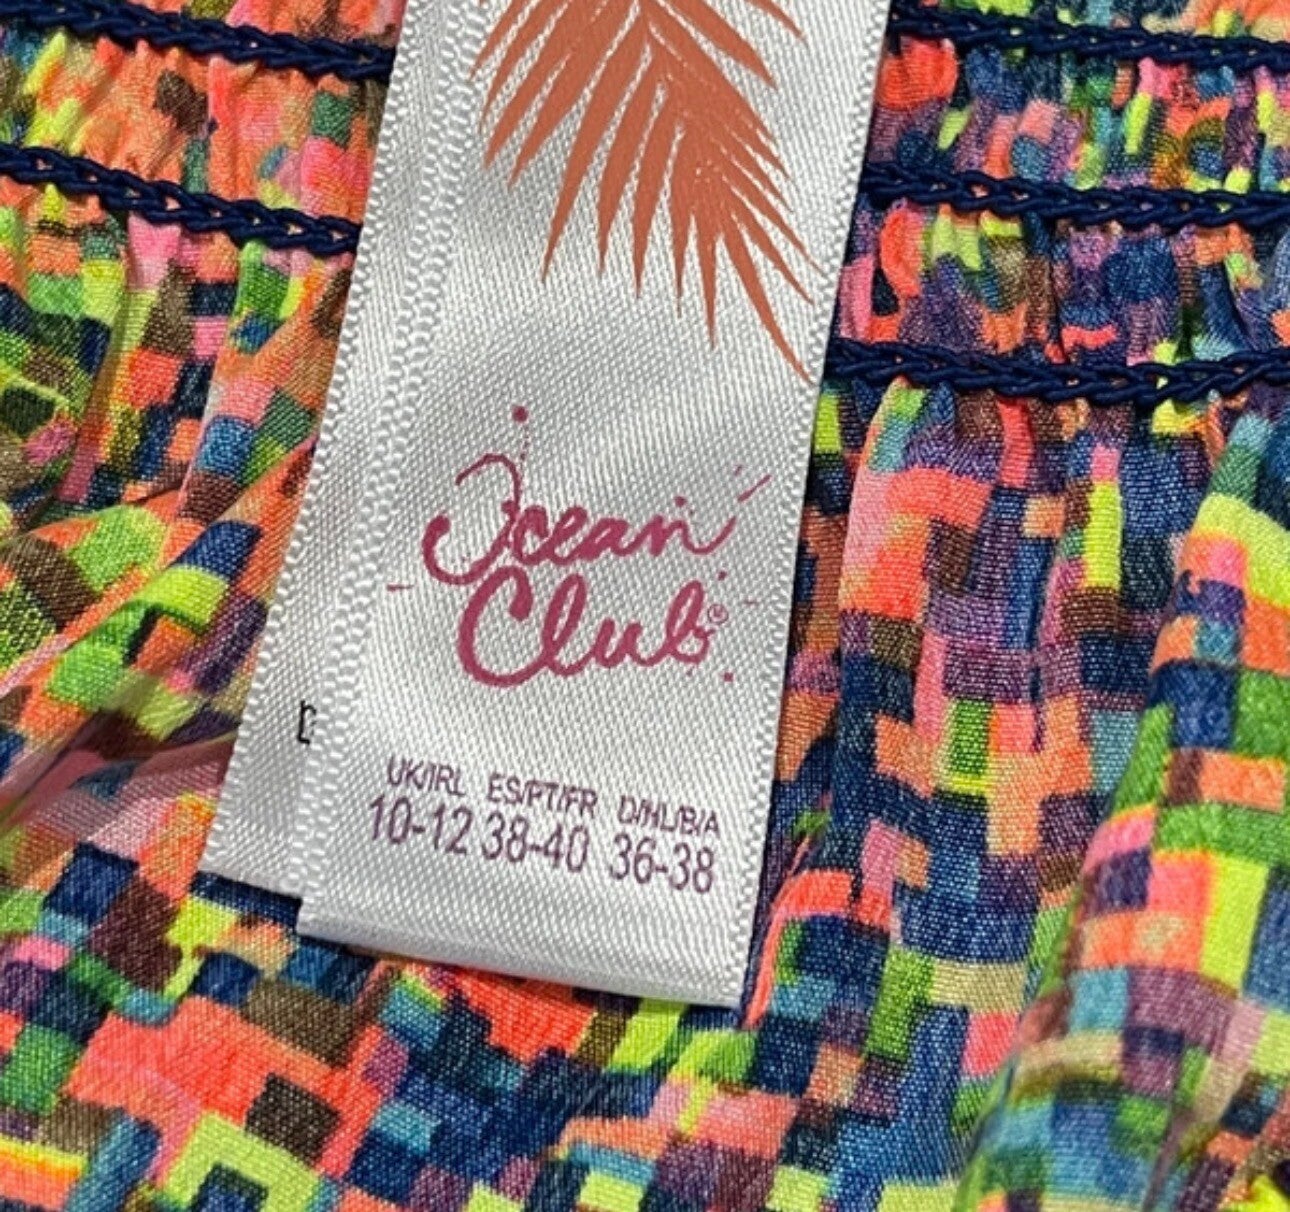 Ocean
Club®
UK/IRL ES/PT/FR D/NL/B/A
10-12 38-40 36-38